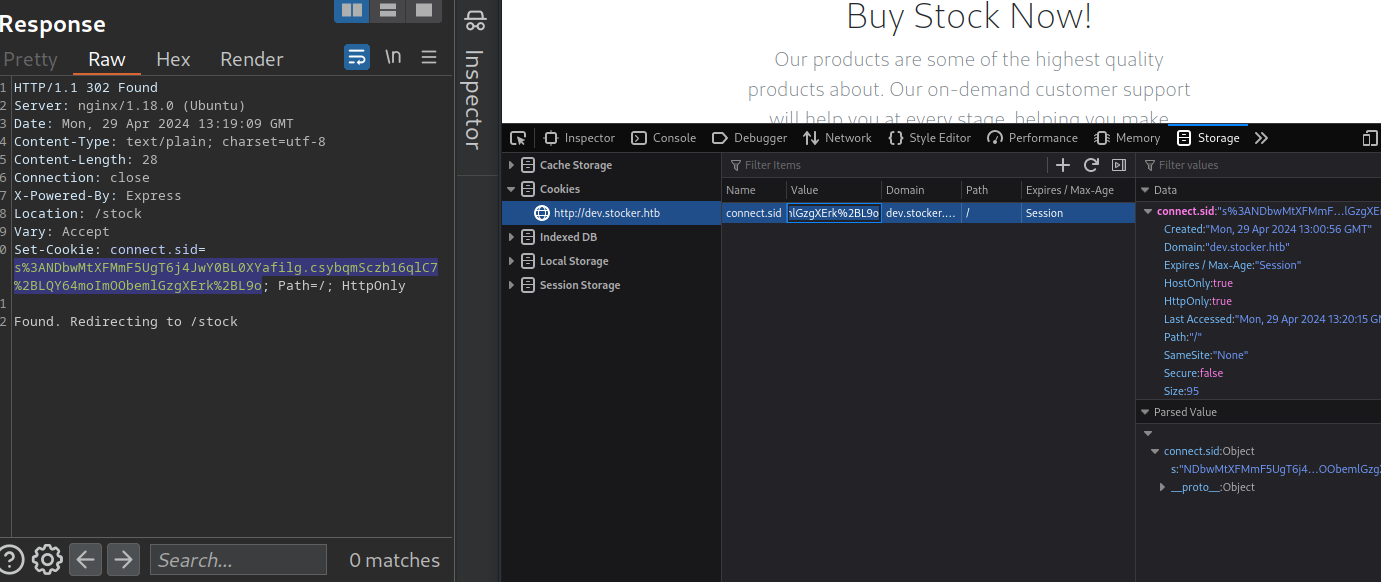 Response
Pretty Raw Hex Render \n
1 HTTP/1.1 302 Found
2 Server: nginx/1.18.0 (Ubuntu)
3 Date: Mon, 29 Apr 2024 13:19:09 GMT
4 Content-Type: text/plain; charset=utf-8
5 Content-Length: 28
6 Connection: close
7 X-Powered-By: Express
8 Location: /stock
9 Vary: Accept
0 Set-Cookie: connect.sid=
s%3ANDbwMtXFMmF5UgT6j4JwY0BL0XYafilg.csybqmSczb16qlC7
%2BLQY64moImOObemlGzgXErk%2BL9o; Path=/; HttpOnly
1
2 Found. Redirecting to /stock
Search... 0 matches
Inspector
Buy Stock Now!
Our products are some of the highest quality
products about. Our on-demand customer support
will help you at every stage, helping you make
Inspector Console Debugger Network Style Editor Performance Memory Storage
Cache Storage
Cookies
http://dev.stocker.htb
Indexed DB
Local Storage
Session Storage
Filter Items
Name Value Domain Path Expires / Max-Age
connect.sid lGzgXErk%2BL9o dev.stocker.... / Session
Filter values
Data
connect.sid:"s%3ANDbwMtXFMmF...lGzgXEr
Created:"Mon, 29 Apr 2024 13:00:56 GMT"
Domain:"dev.stocker.htb"
Expires / Max-Age:"Session"
HostOnly:true
HttpOnly:true
Last Accessed:"Mon, 29 Apr 2024 13:20:15 GM
Path:"/"
SameSite:"None"
Secure:false
Size:95
Parsed Value
connect.sid:Object
s:"NDbwMtXFMmF5UgT6j4...OObemlGzgX
__proto__:Object